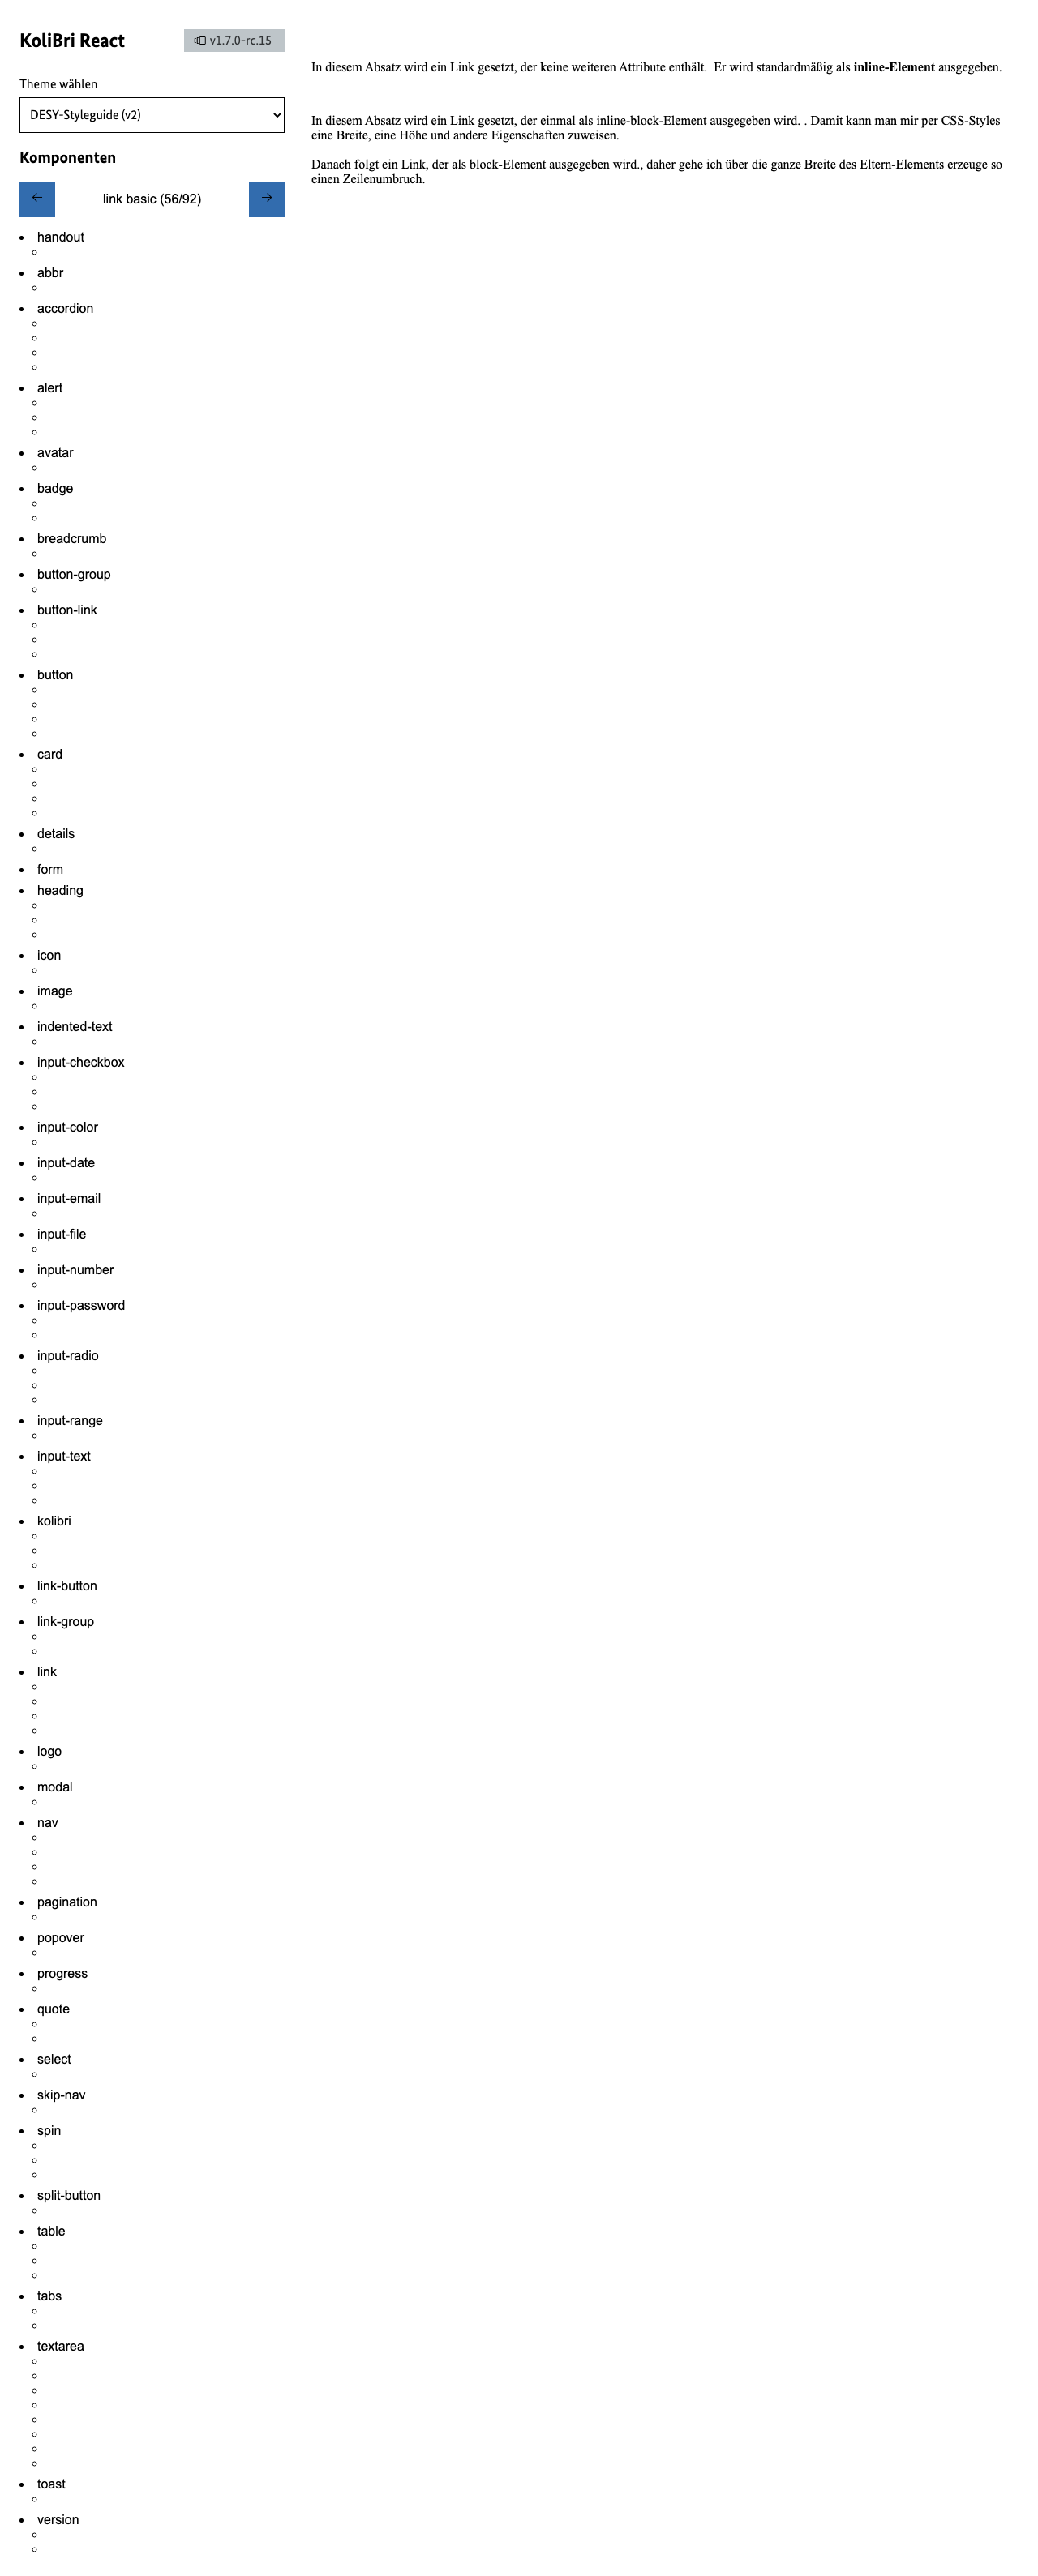 KoliBri React
v1.7.0-rc.15
Theme wählen
DESY-Styleguide (v2)
Komponenten
link basic (56/92)
handout
abbr
accordion
alert
avatar
badge
breadcrumb
button-group
button-link
button
card
details
form
heading
icon
image
indented-text
input-checkbox
input-color
input-date
input-email
input-file
input-number
input-password
input-radio
input-range
input-text
kolibri
link-button
link-group
link
logo
modal
nav
pagination
popover
progress
quote
select
skip-nav
spin
split-button
table
tabs
textarea
toast
version
In diesem Absatz wird ein Link gesetzt, der keine weiteren Attribute enthält.  Er wird standardmäßig als inline-Element ausgegeben.
In diesem Absatz wird ein Link gesetzt, der einmal als inline-block-Element ausgegeben wird. . Damit kann man mir per CSS-Styles
eine Breite, eine Höhe und andere Eigenschaften zuweisen.
Danach folgt ein Link, der als block-Element ausgegeben wird., daher gehe ich über die ganze Breite des Eltern-Elements erzeuge so
einen Zeilenumbruch.